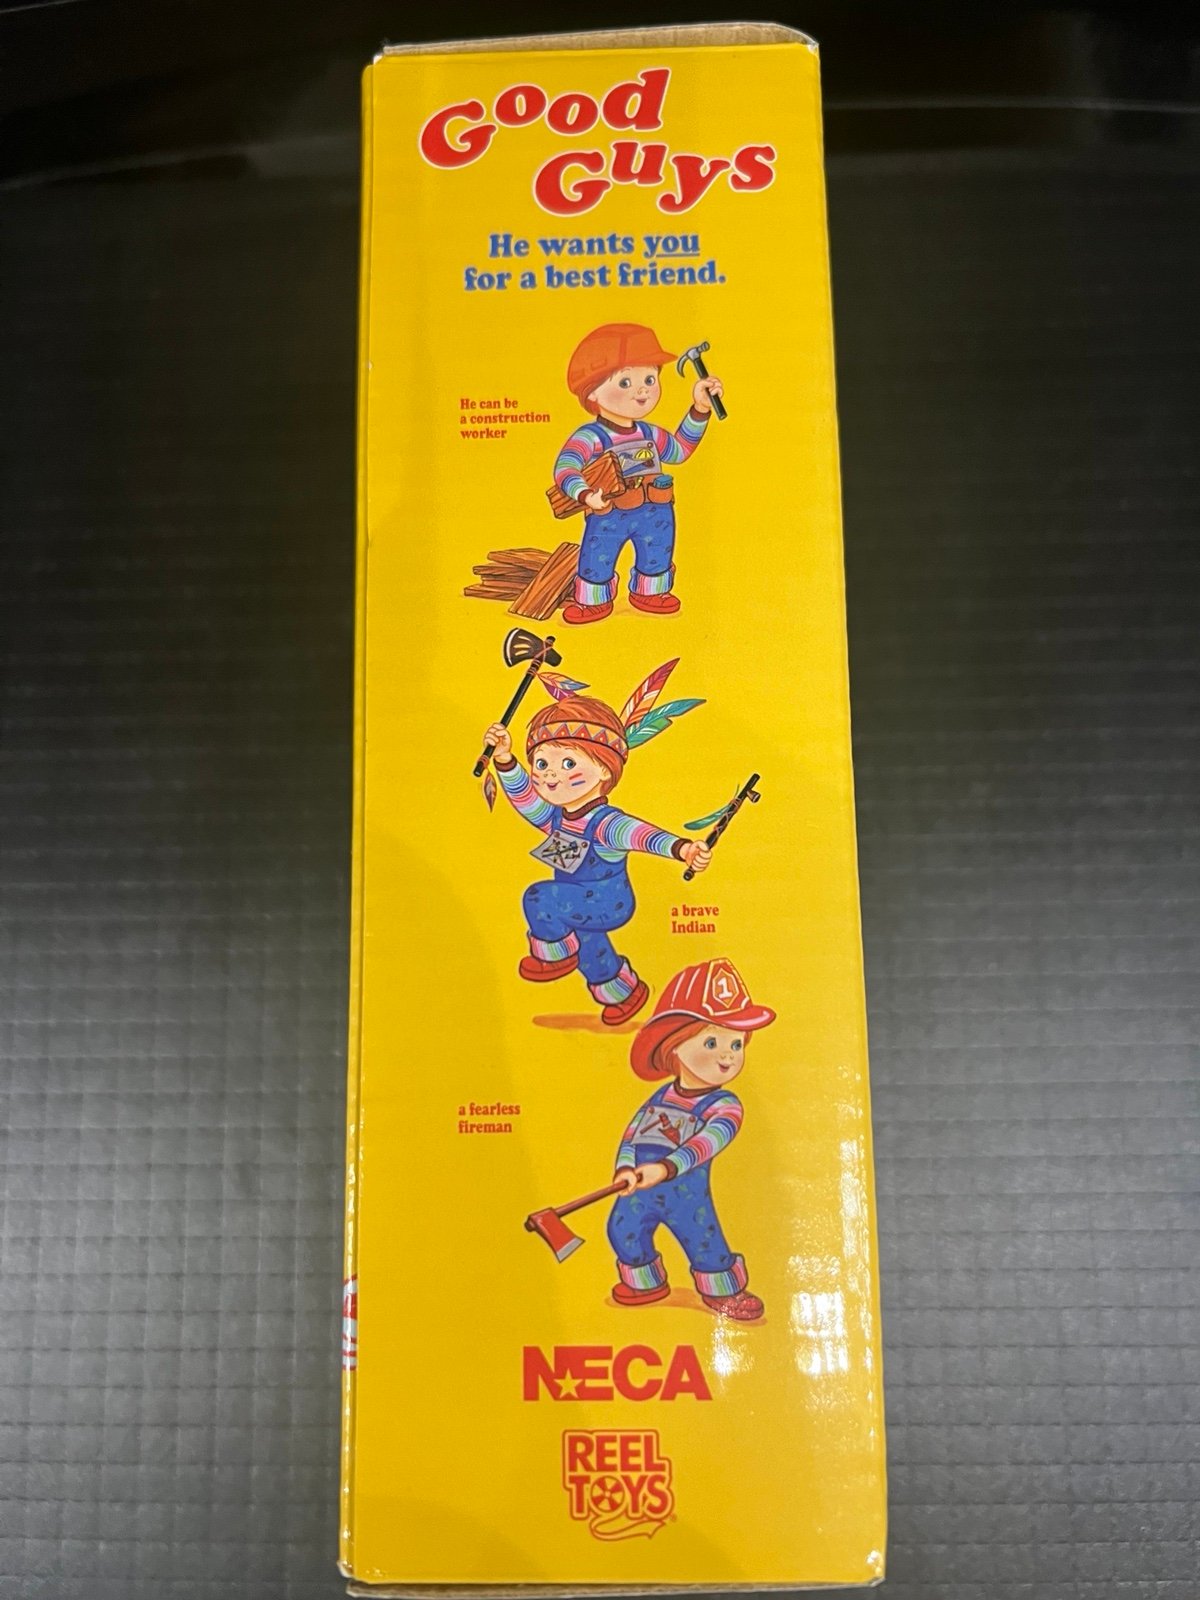 Good
Guys
He wants you
for a best friend.
He can be
a construction
worker
a brave
Indian
1
a fearless
fireman
NECA
REEL
TOYS